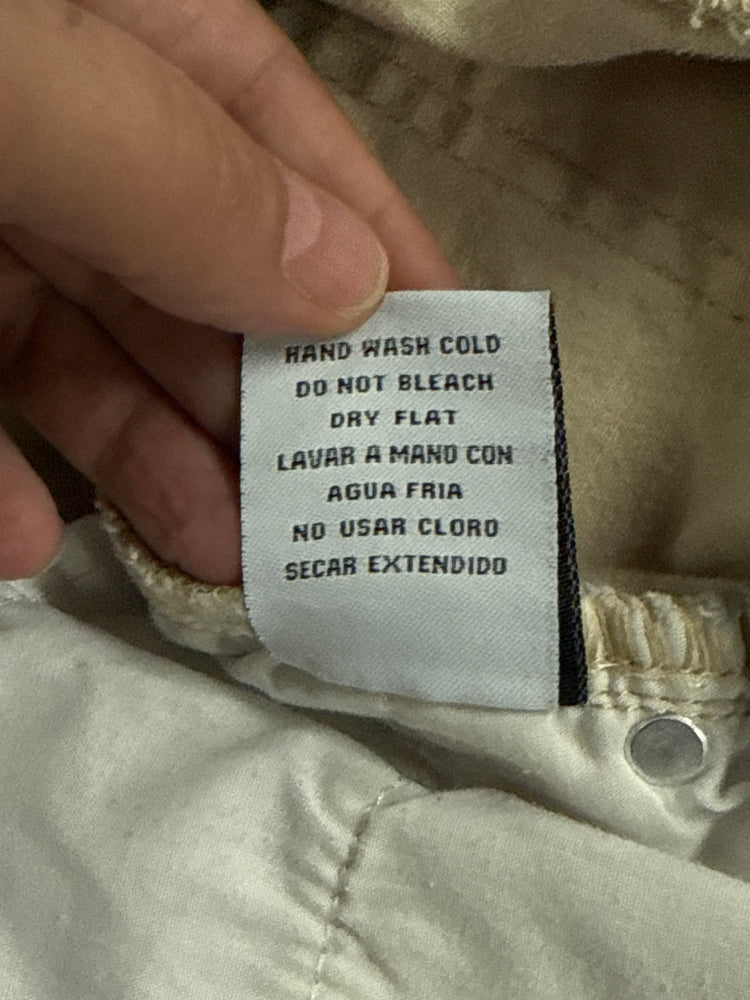 HAND WASH COLD
DO NOT BLEACH
DRY FLAT
LAVAR A MANO CON
AGUA FRIA
NO USAR CLORO
SECAR EXTENDIDO